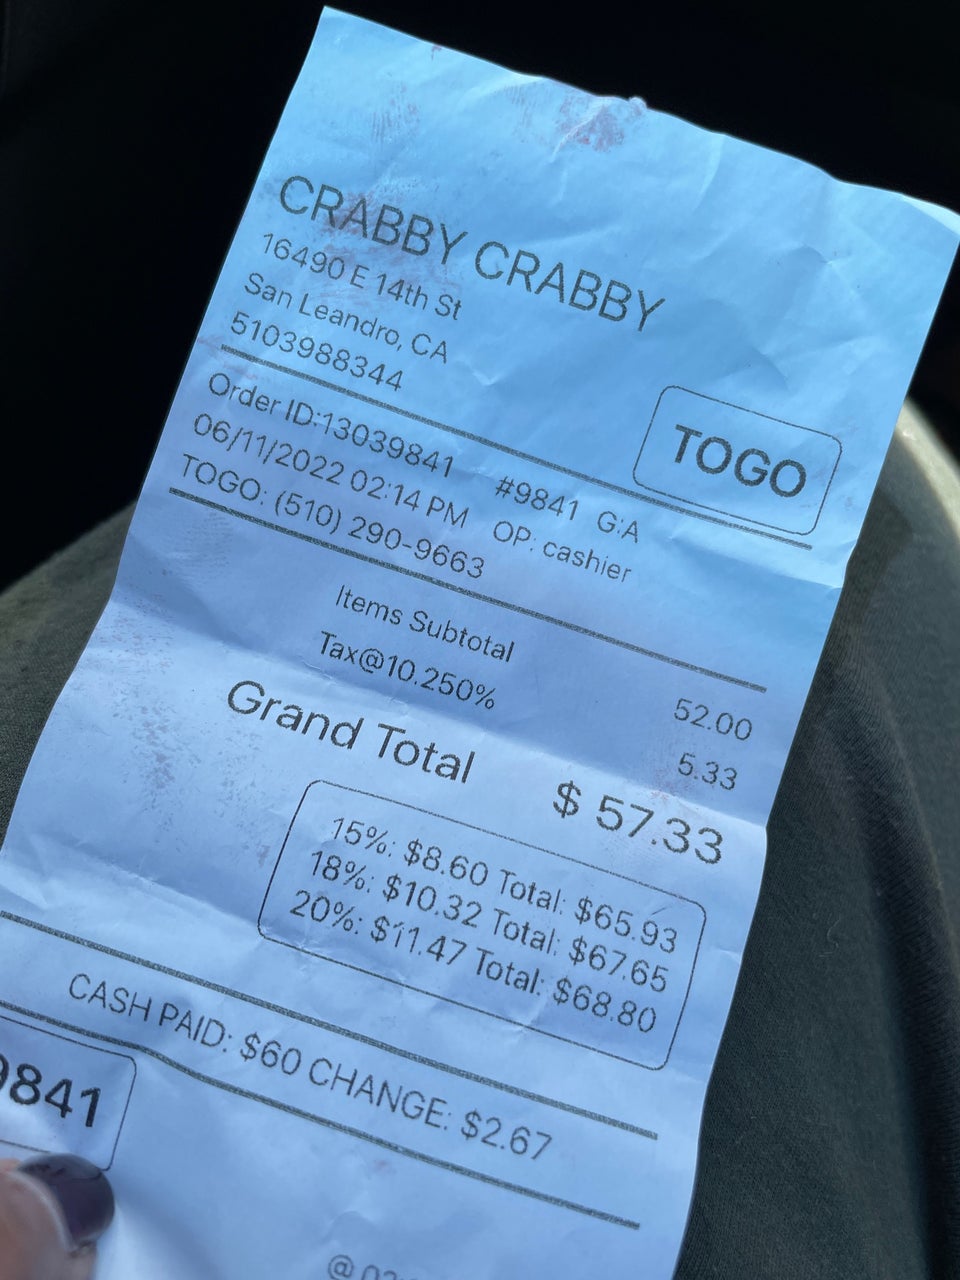 CRABBY CRABBY
16490 E 14th St
San Leandro, CA
5103988344
TOGO
Order ID:13039841 #9841 G:A
06/11/2022 02:14 PM OP: cashier
TOGO: (510) 290-9663
Items Subtotal 52.00
Tax@10.250% 5.33
Grand Total $ 57.33
15%: $8.60 Total: $65.93
18%: $10.32 Total: $67.65
20%: $11.47 Total: $68.80
CASH PAID: $60 CHANGE: $2.67
9841